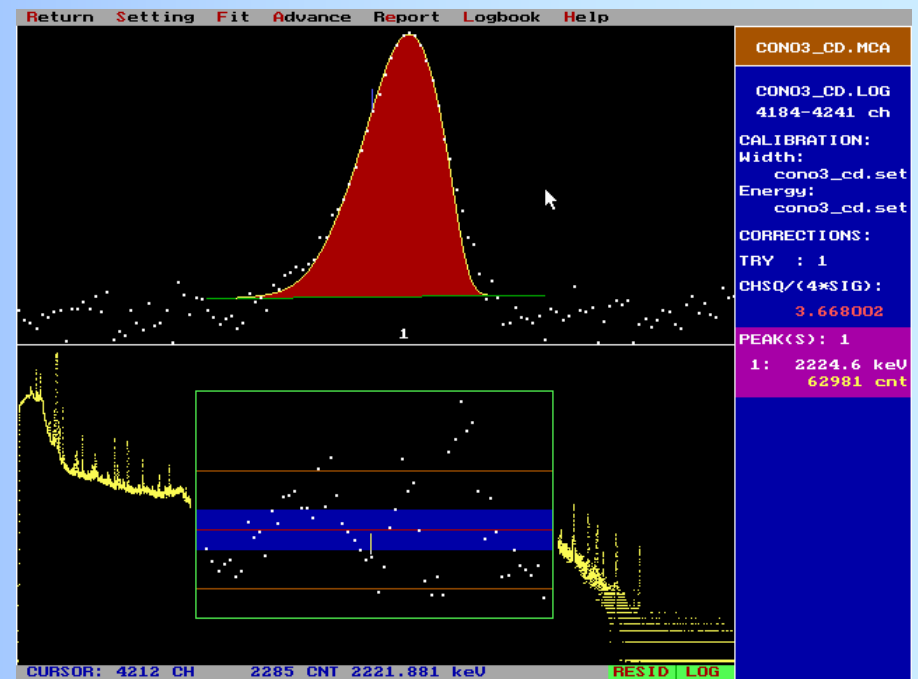 Return Setting Fit Advance Report Logbook Help
CONO3_CD.MCA
CONO3_CD.LOG
4184-4241 ch
CALIBRATION:
Width:
cono3_cd.set
Energy:
cono3_cd.set
CORRECTIONS:
TRY : 1
CHSQ/(4*SIG):
3.668002
PEAK(S): 1
1: 2224.6 keV
62981 cnt
1
CURSOR: 4212 CH 2285 CNT 2221.881 keV RESID LOG